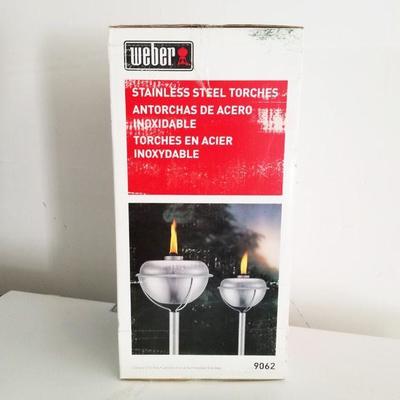 weber
STAINLESS STEEL TORCHES
ANTORCHAS DE ACERO
INOXIDABLE
TORCHES EN ACIER
INOXYDABLE
9062